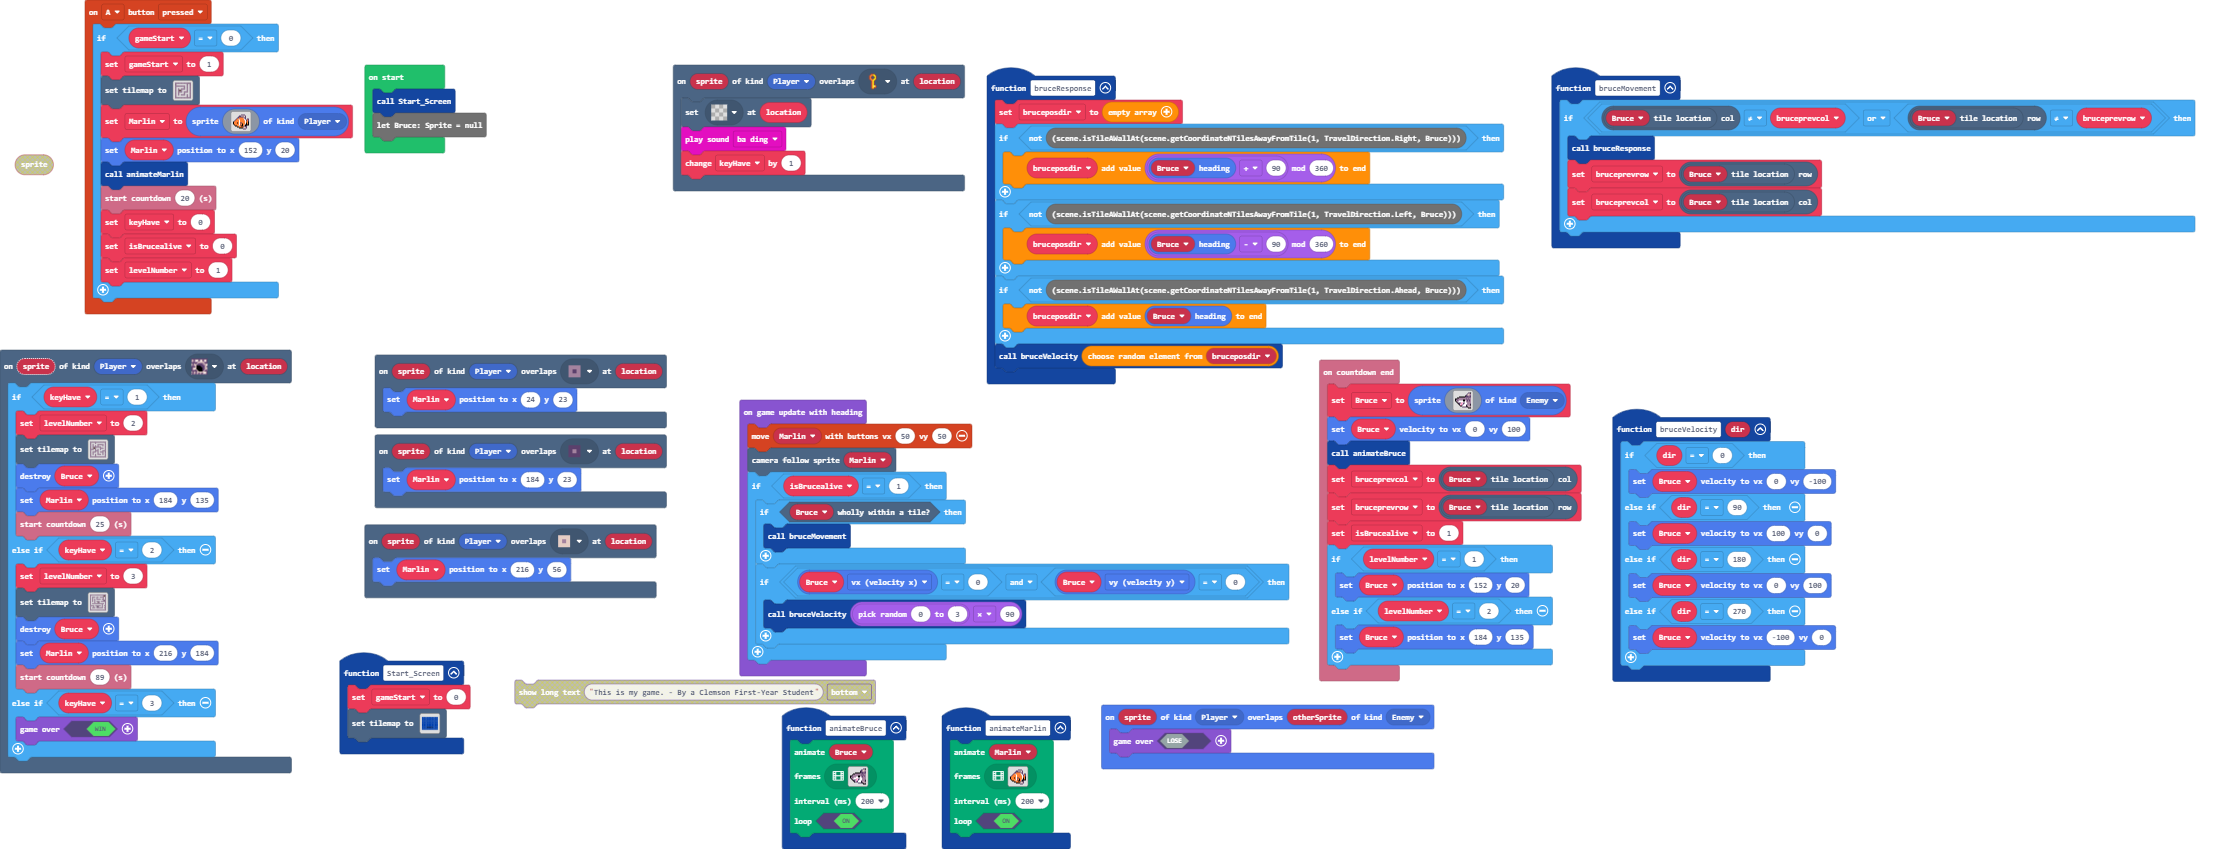 on A button pressed
if gameStart = 0 then
set gameStart to 1
set tilemap to
set Marlin to sprite of kind Player
set Marlin position to x 152 y 20
call animateMarlin
start countdown 20 (s)
set keyHave to 0
set isBrucealive to 0
set levelNumber to 1
sprite
on start
call Start_Screen
let Bruce: Sprite = null
on sprite of kind Player overlaps at location
set at location
play sound ba ding
change keyHave by 1
function bruceResponse
set bruceposdir to empty array
if not (scene.isTileAWallAt(scene.getCoordinateNTilesAwayFromTile(1, TravelDirection.Right, Bruce))) then
bruceposdir add value Bruce heading + 90 mod 360 to end
if not (scene.isTileAWallAt(scene.getCoordinateNTilesAwayFromTile(1, TravelDirection.Left, Bruce))) then
bruceposdir add value Bruce heading - 90 mod 360 to end
if not (scene.isTileAWallAt(scene.getCoordinateNTilesAwayFromTile(1, TravelDirection.Ahead, Bruce))) then
bruceposdir add value Bruce heading to end
call bruceVelocity choose random element from bruceposdir
function bruceMovement
if Bruce tile location col ≠ bruceprevcol or Bruce tile location row ≠ bruceprevrow then
call bruceResponse
set bruceprevrow to Bruce tile location row
set bruceprevcol to Bruce tile location col
on sprite of kind Player overlaps at location
if keyHave = 1 then
set levelNumber to 2
set tilemap to
destroy Bruce
set Marlin position to x 184 y 135
start countdown 25 (s)
else if keyHave = 2 then
set levelNumber to 3
set tilemap to
destroy Bruce
set Marlin position to x 216 y 184
start countdown 89 (s)
else if keyHave = 3 then
game over WIN
on sprite of kind Player overlaps at location
set Marlin position to x 24 y 23
on sprite of kind Player overlaps at location
set Marlin position to x 184 y 23
on sprite of kind Player overlaps at location
set Marlin position to x 216 y 56
function Start_Screen
set gameStart to 0
set tilemap to
show long text "This is my game. - By a Clemson First-Year Student" bottom
on game update with heading
move Marlin with buttons vx 50 vy 50
camera follow sprite Marlin
if isBrucealive = 1 then
if Bruce wholly within a tile? then
call bruceMovement
if Bruce vx (velocity x) = 0 and Bruce vy (velocity y) = 0 then
call bruceVelocity pick random 0 to 3 x 90
function animateBruce
animate Bruce
frames
interval (ms) 200
loop ON
function animateMarlin
animate Marlin
frames
interval (ms) 200
loop ON
on sprite of kind Player overlaps otherSprite of kind Enemy
game over LOSE
on countdown end
set Bruce to sprite of kind Enemy
set Bruce velocity to vx 0 vy 100
call animateBruce
set bruceprevcol to Bruce tile location col
set bruceprevrow to Bruce tile location row
set isBrucealive to 1
if levelNumber = 1 then
set Bruce position to x 152 y 20
else if levelNumber = 2 then
set Bruce position to x 184 y 135
function bruceVelocity dir
if dir = 0 then
set Bruce velocity to vx 0 vy -100
else if dir = 90 then
set Bruce velocity to vx 100 vy 0
else if dir = 180 then
set Bruce velocity to vx 0 vy 100
else if dir = 270 then
set Bruce velocity to vx -100 vy 0